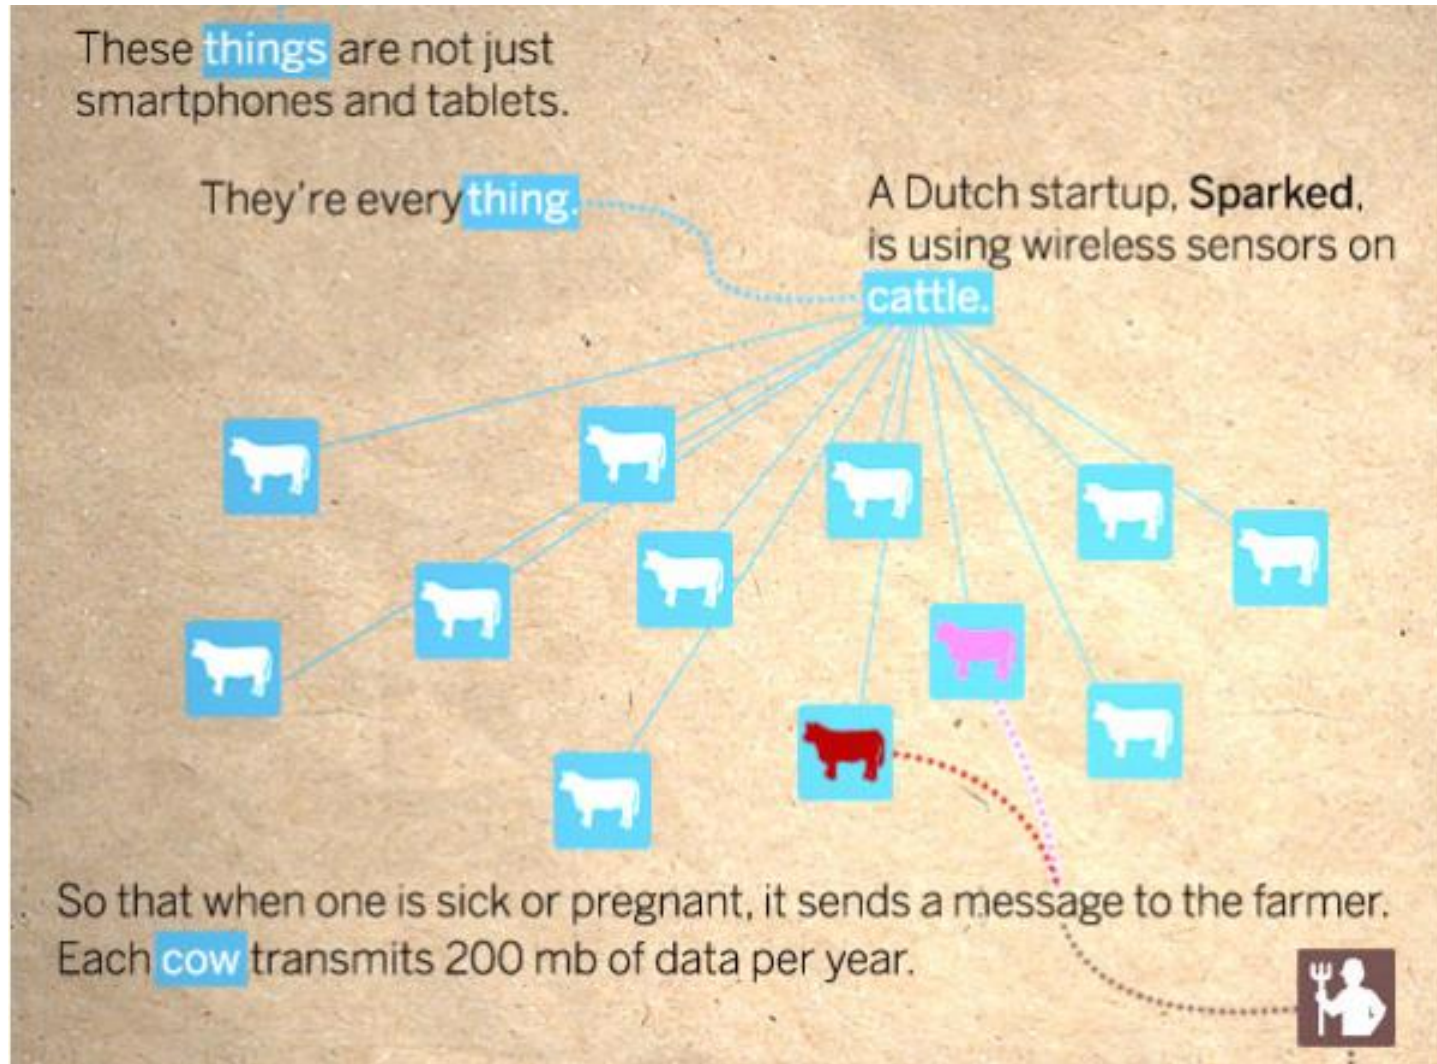 These things are not just
smartphones and tablets.
They're everything.
A Dutch startup, Sparked,
is using wireless sensors on
cattle.
So that when one is sick or pregnant, it sends a message to the farmer.
Each cow transmits 200 mb of data per year.